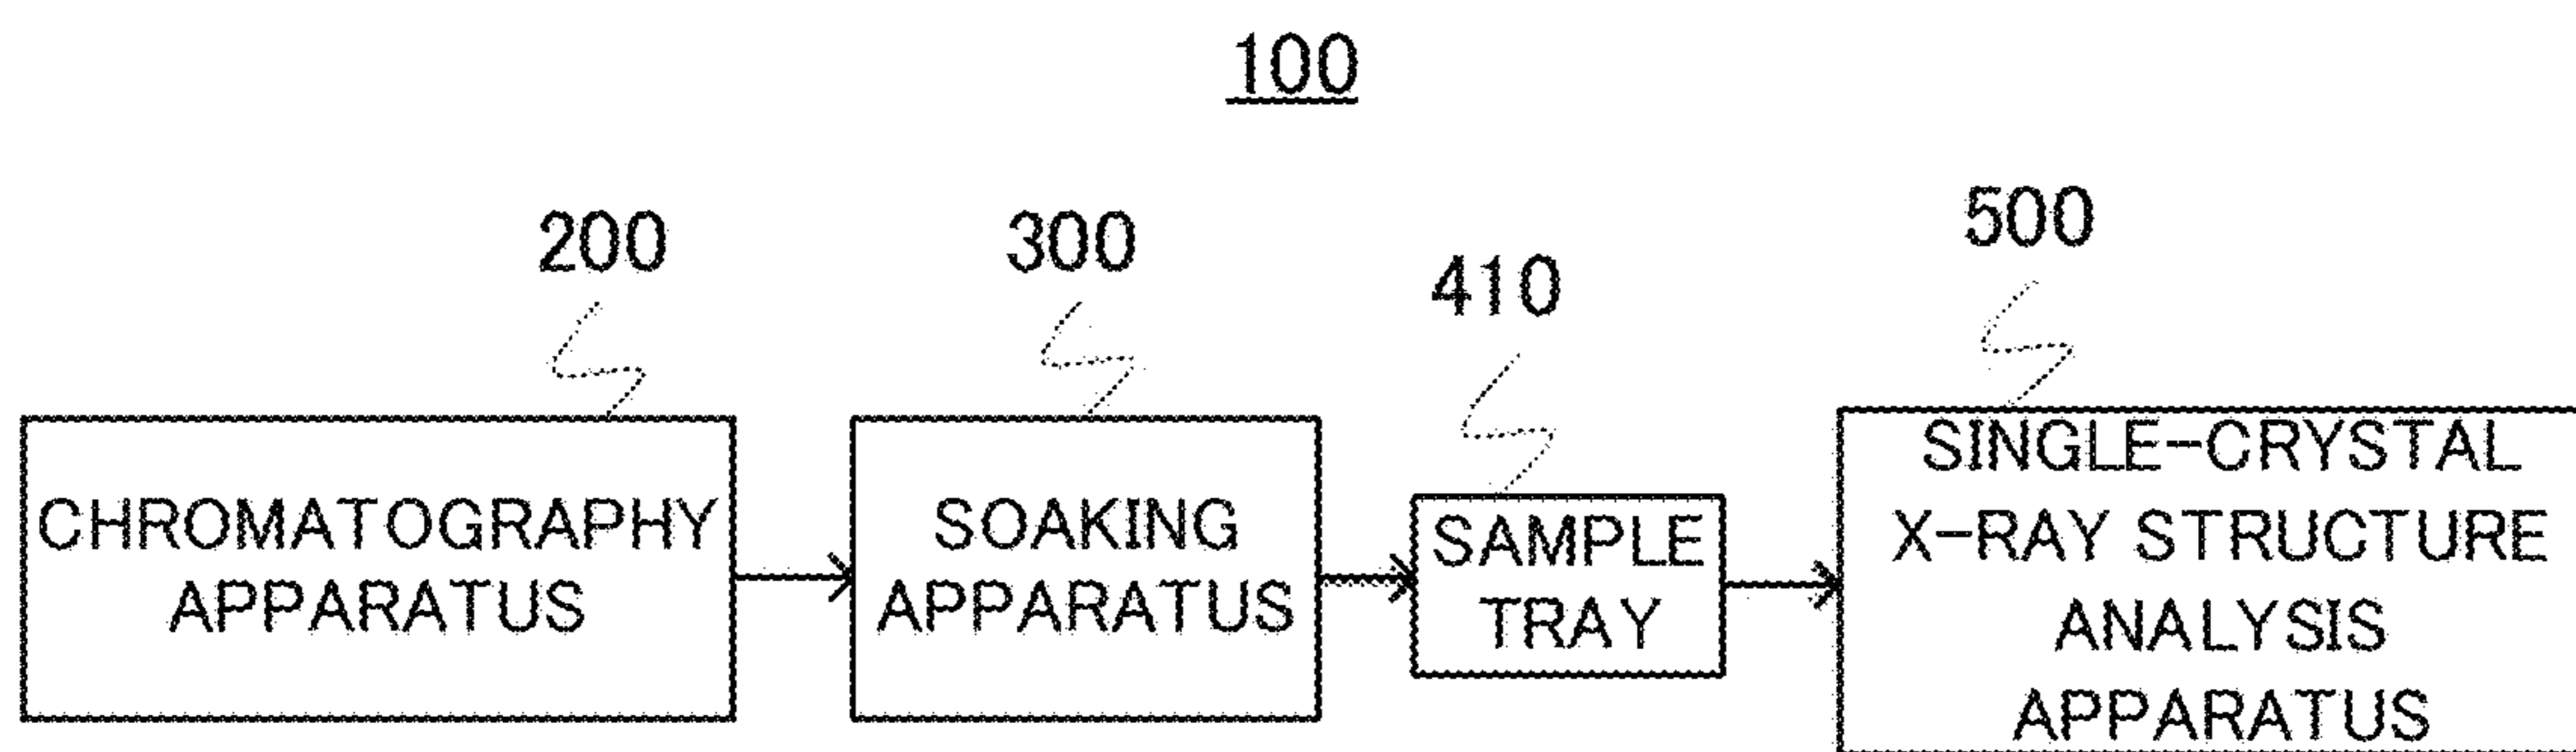 100
200
300
410
500
CHROMATOGRAPHY
APPARATUS
SOAKING
APPARATUS
SAMPLE
TRAY
SINGLE-CRYSTAL
X-RAY STRUCTURE
ANALYSIS
APPARATUS